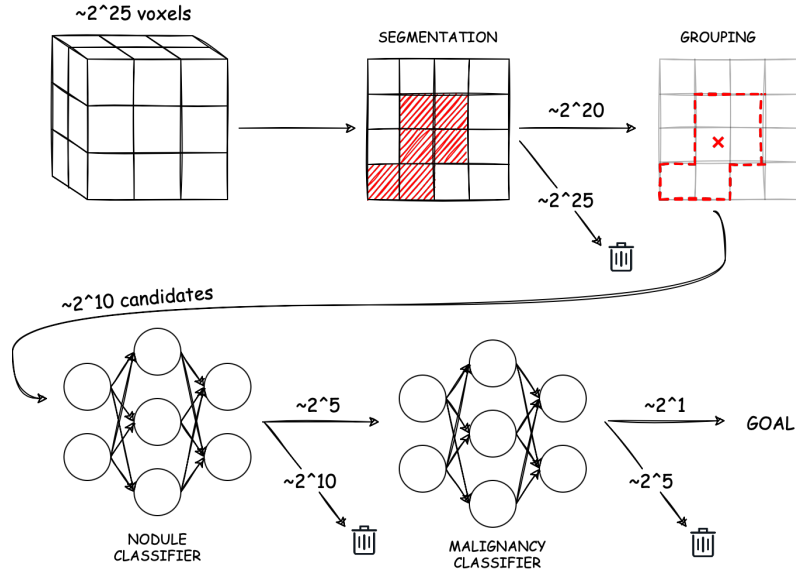 ~2^25 voxels
SEGMENTATION
GROUPING
~2^20
~2^25
~2^10 candidates
~2^5
~2^10
~2^1
GOAL
~2^5
NODULE
CLASSIFIER
MALIGNANCY
CLASSIFIER